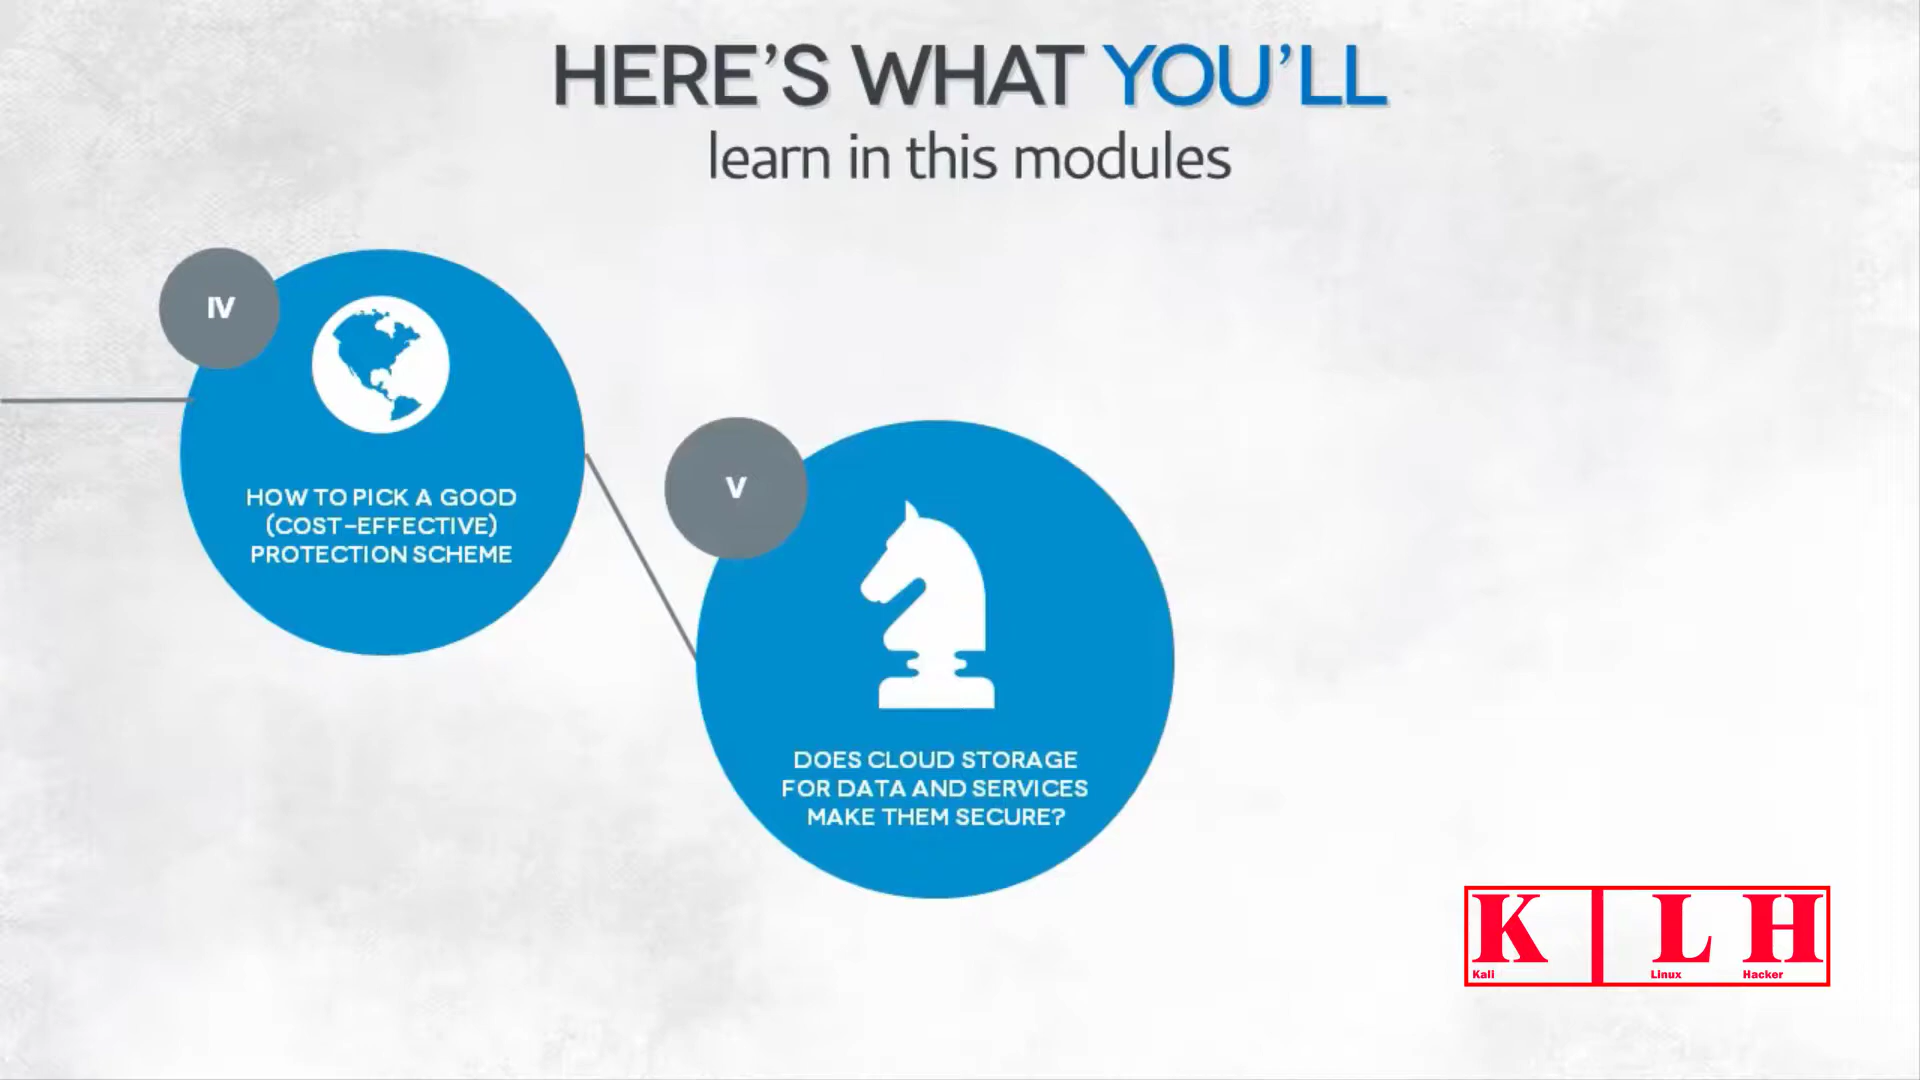 HERE'S WHAT YOU'LL
learn in this modules
IV
HOW TO PICK A GOOD
(COST-EFFECTIVE)
PROTECTION SCHEME
V
DOES CLOUD STORAGE
FOR DATA AND SERVICES
MAKE THEM SECURE?
K L H
Kali Linux Hacker